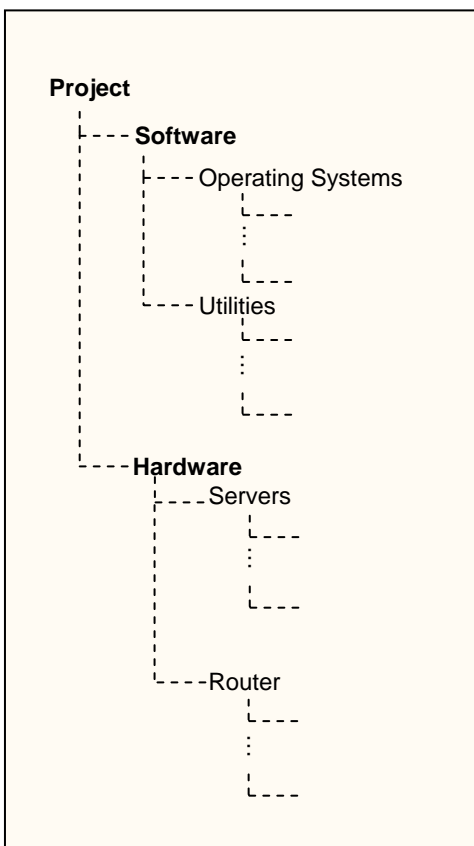 Project
Software
Operating Systems
Utilities
Hardware
Servers
Router